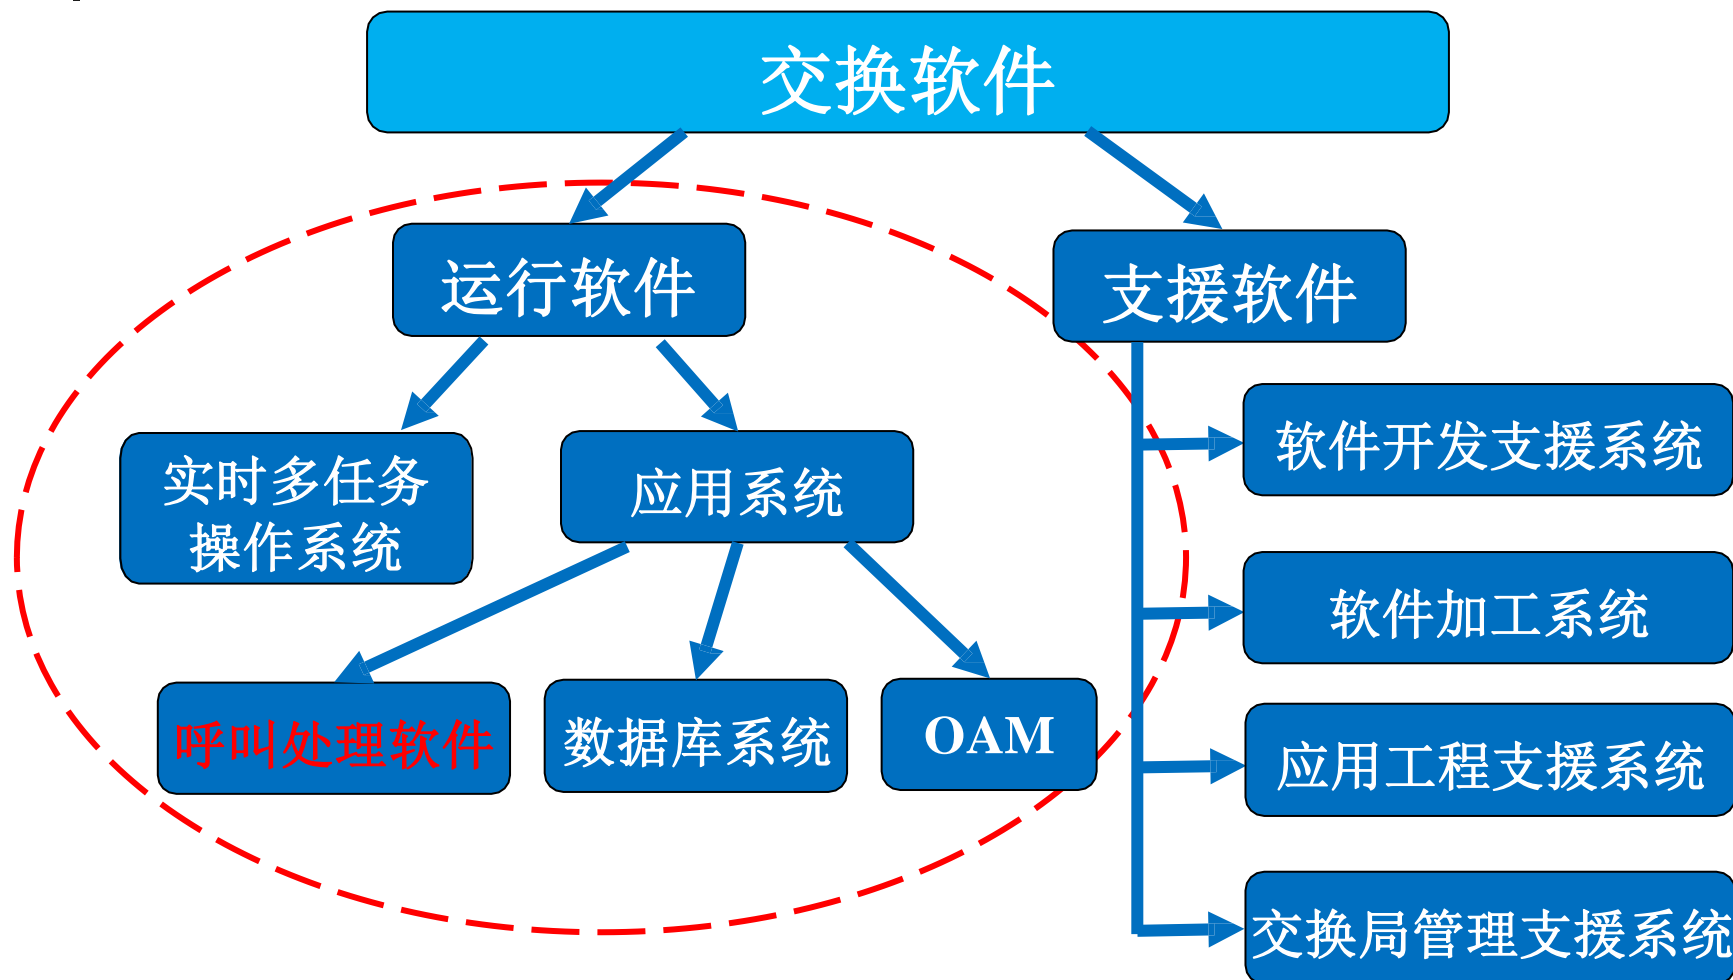 交换软件
运行软件
支援软件
实时多任务
操作系统
应用系统
软件开发支援系统
软件加工系统
呼叫处理软件
数据库系统
OAM
应用工程支援系统
交换局管理支援系统